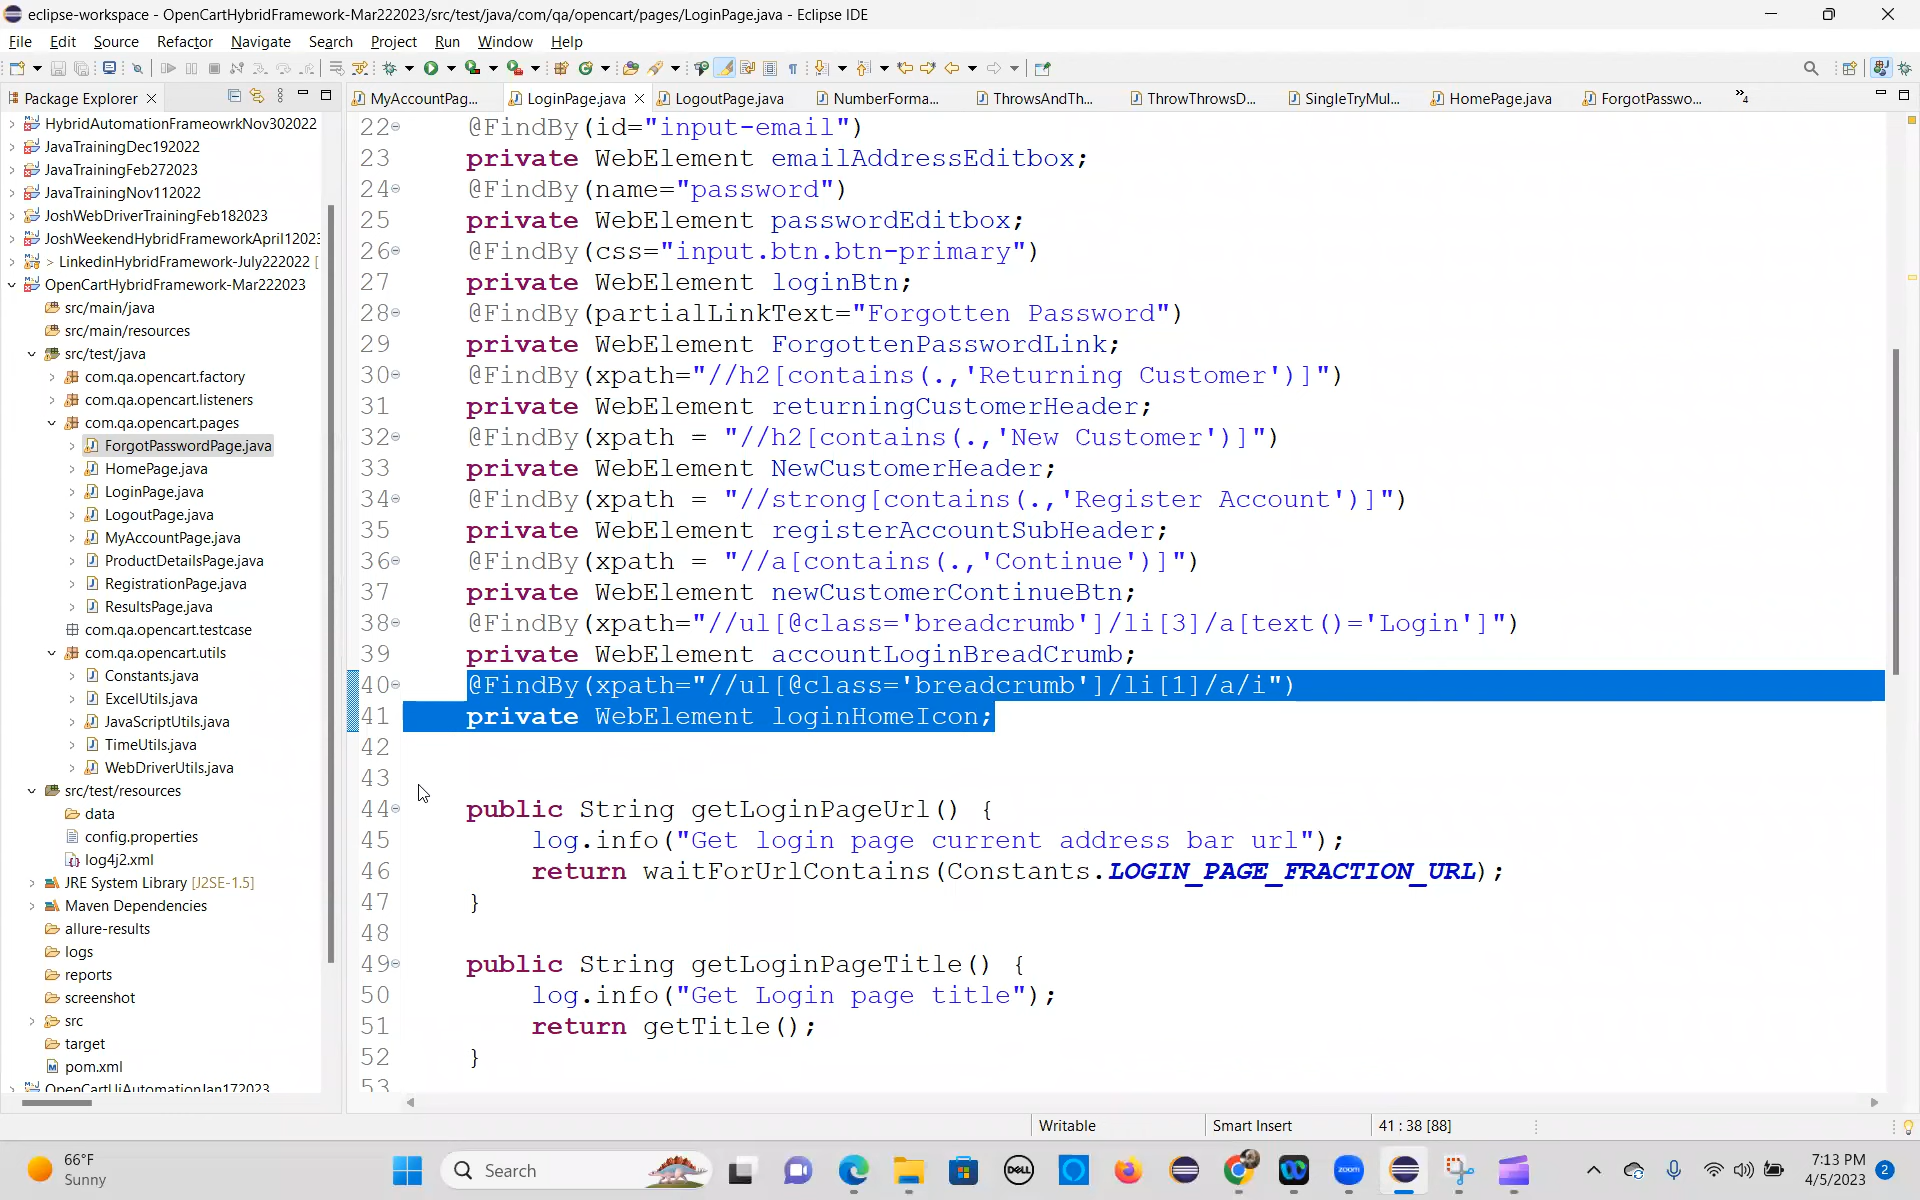 eclipse-workspace - OpenCartHybridFramework-Mar222023/src/test/java/com/qa/opencart/pages/LoginPage.java - Eclipse IDE
File Edit Source Refactor Navigate Search Project Run Window Help
Package Explorer
MyAccountPag... LoginPage.java LogoutPage.java NumberForma... ThrowsAndTh... ThrowThrowsD... SingleTryMul... HomePage.java ForgotPasswo... »4
HybridAutomationFrameowrkNov302022
JavaTrainingDec192022
JavaTrainingFeb272023
JavaTrainingNov112022
JoshWebDriverTrainingFeb182023
JoshWeekendHybridFrameworkApril12023
> LinkedinHybridFramework-July222022 [
OpenCartHybridFramework-Mar222023
src/main/java
src/main/resources
src/test/java
com.qa.opencart.factory
com.qa.opencart.listeners
com.qa.opencart.pages
ForgotPasswordPage.java
HomePage.java
LoginPage.java
LogoutPage.java
MyAccountPage.java
ProductDetailsPage.java
RegistrationPage.java
ResultsPage.java
com.qa.opencart.testcase
com.qa.opencart.utils
Constants.java
ExcelUtils.java
JavaScriptUtils.java
TimeUtils.java
WebDriverUtils.java
src/test/resources
data
config.properties
log4j2.xml
JRE System Library [J2SE-1.5]
Maven Dependencies
allure-results
logs
reports
screenshot
src
target
pom.xml
OpenCartUiAutomationJan172023
22 @FindBy(id="input-email")
23 private WebElement emailAddressEditbox;
24 @FindBy(name="password")
25 private WebElement passwordEditbox;
26 @FindBy(css="input.btn.btn-primary")
27 private WebElement loginBtn;
28 @FindBy(partialLinkText="Forgotten Password")
29 private WebElement ForgottenPasswordLink;
30 @FindBy(xpath="//h2[contains(.,'Returning Customer')]")
31 private WebElement returningCustomerHeader;
32 @FindBy(xpath = "//h2[contains(.,'New Customer')]")
33 private WebElement NewCustomerHeader;
34 @FindBy(xpath = "//strong[contains(.,'Register Account')]")
35 private WebElement registerAccountSubHeader;
36 @FindBy(xpath = "//a[contains(.,'Continue')]")
37 private WebElement newCustomerContinueBtn;
38 @FindBy(xpath="//ul[@class='breadcrumb']/li[3]/a[text()='Login']")
39 private WebElement accountLoginBreadCrumb;
40 @FindBy(xpath="//ul[@class='breadcrumb']/li[1]/a/i")
41 private WebElement loginHomeIcon;
42
43
44 public String getLoginPageUrl() {
45 log.info("Get login page current address bar url");
46 return waitForUrlContains(Constants.LOGIN_PAGE_FRACTION_URL);
47 }
48
49 public String getLoginPageTitle() {
50 log.info("Get Login page title");
51 return getTitle();
52 }
53
Writable Smart Insert 41 : 38 [88]
66°F
Sunny
Search
DELL
zoom
7:13 PM
4/5/2023
2